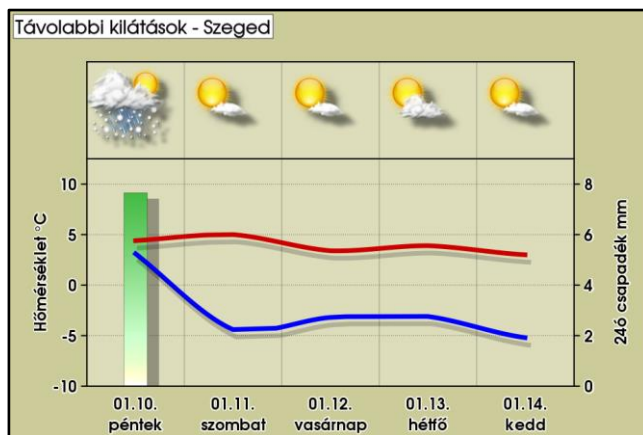 Távolabbi kilátások - Szeged
Hőmérséklet °C
10
5
0
-5
-10
8
6
4
2
0
24ó csapadék mm
01.10. 01.11. 01.12. 01.13. 01.14.
péntek szombat vasárnap hétfő kedd